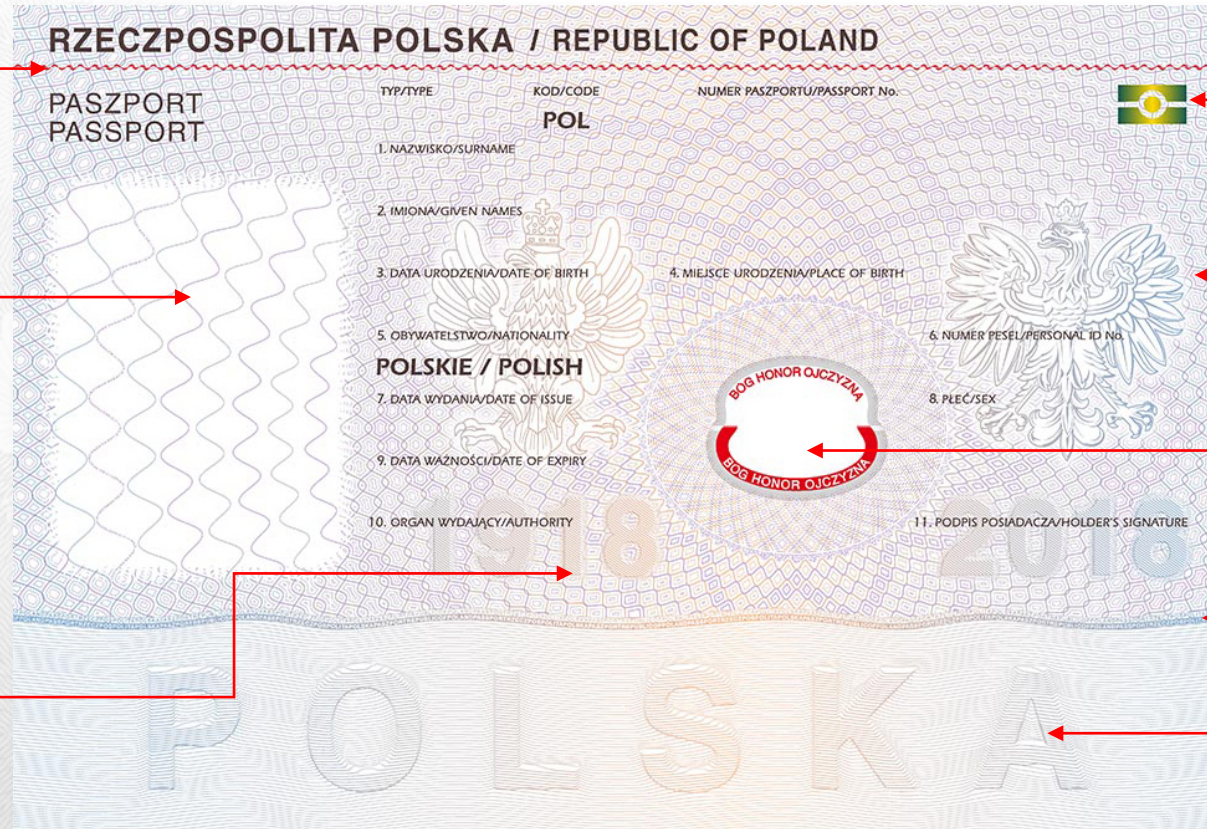 RZECZPOSPOLITA POLSKA / REPUBLIC OF POLAND
PASZPORT
PASSPORT
TYP/TYPE KOD/CODE NUMER PASZPORTU/PASSPORT No.
POL
1. NAZWISKO/SURNAME
2. IMIONA/GIVEN NAMES
3. DATA URODZENIA/DATE OF BIRTH 4. MIEJSCE URODZENIA/PLACE OF BIRTH
5. OBYWATELSTWO/NATIONALITY 6. NUMER PESEL/PERSONAL ID No.
POLSKIE / POLISH
BÓG HONOR OJCZYZNA
7. DATA WYDANIA/DATE OF ISSUE 8. PŁEĆ/SEX
9. DATA WAŻNOŚCI/DATE OF EXPIRY
BÓG HONOR OJCZYZNA
10. ORGAN WYDAJĄCY/AUTHORITY 11. PODPIS POSIADACZA/HOLDER'S SIGNATURE
1918 2018
POLSKA